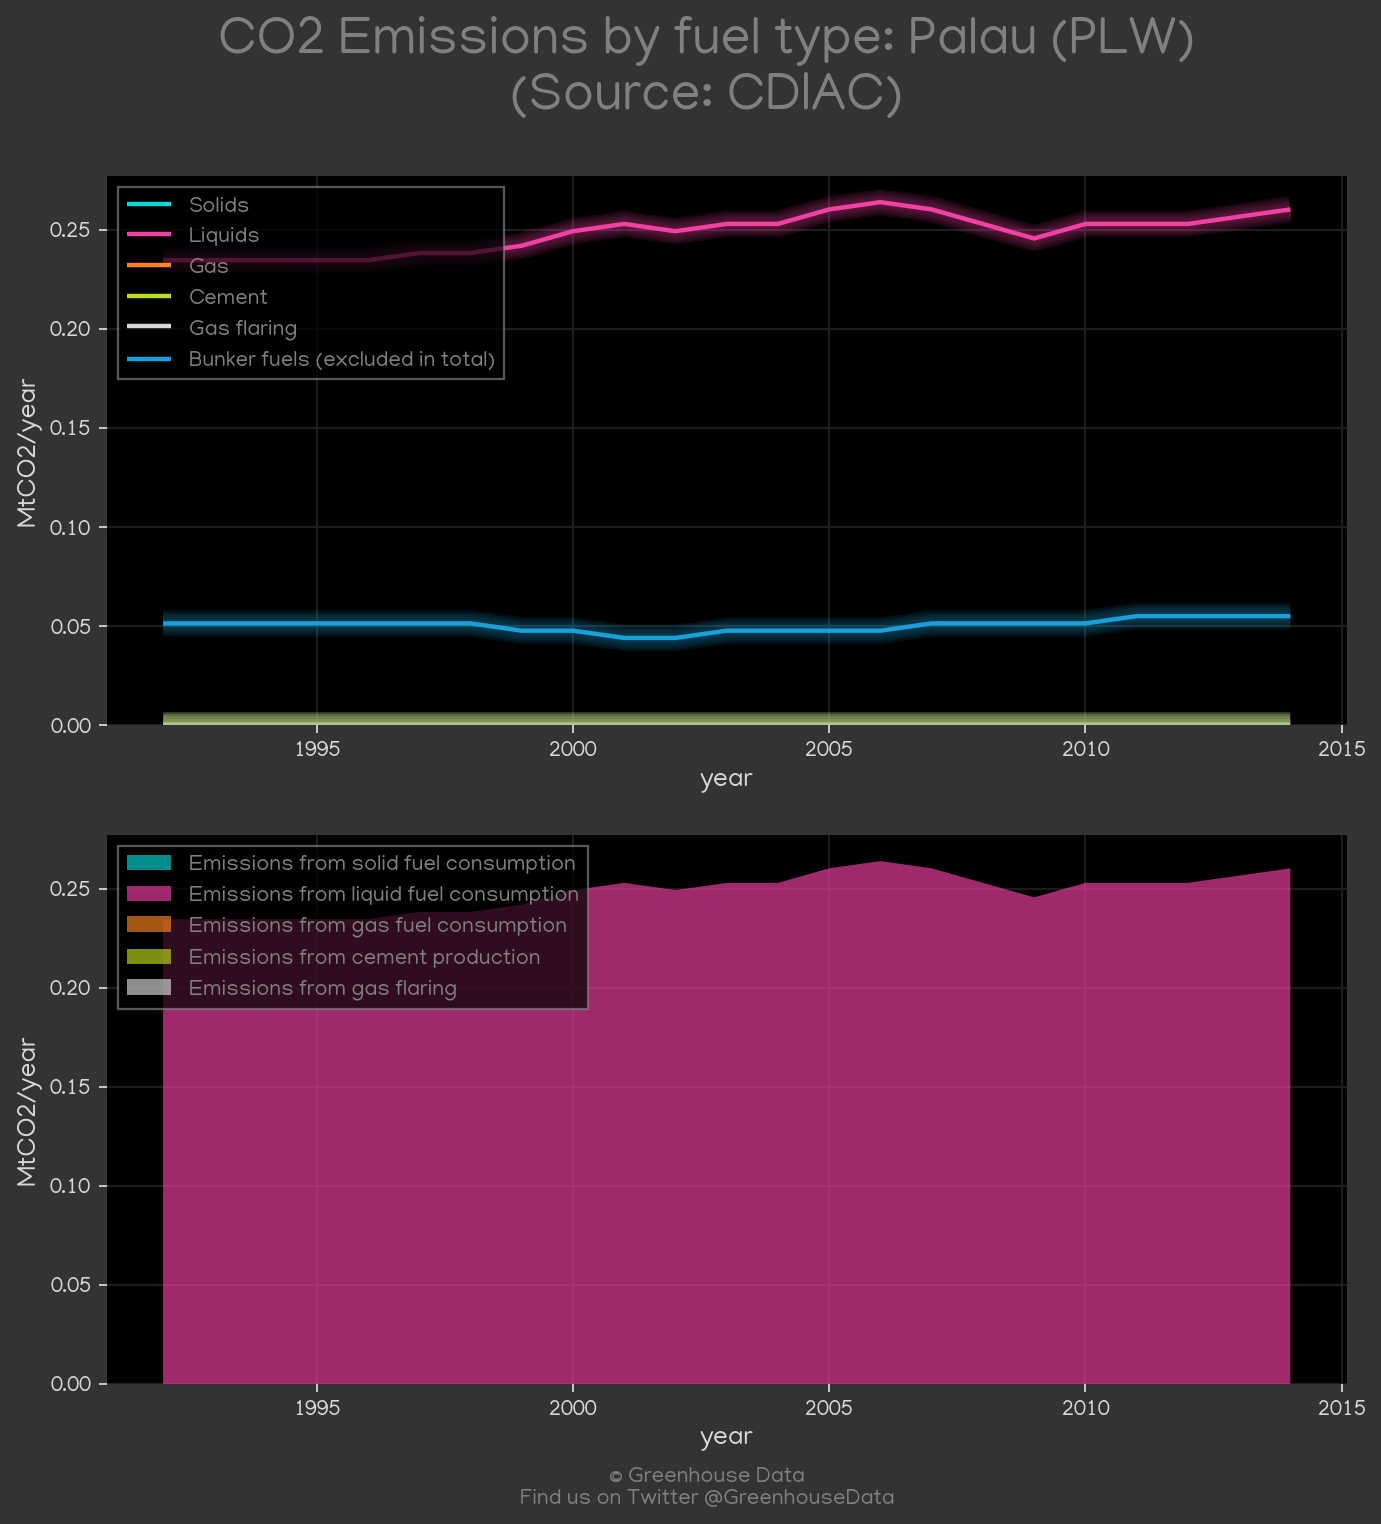 CO2 Emissions by fuel type: Palau (PLW)
(Source: CDIAC)
Solids
Liquids
Gas
Cement
Gas flaring
Bunker fuels (excluded in total)
MtCO2/year
0.25
0.20
0.15
0.10
0.05
0.00
1995 2000 2005 2010 2015
year
Emissions from solid fuel consumption
Emissions from liquid fuel consumption
Emissions from gas fuel consumption
Emissions from cement production
Emissions from gas flaring
MtCO2/year
0.25
0.20
0.15
0.10
0.05
0.00
1995 2000 2005 2010 2015
year
© Greenhouse Data
Find us on Twitter @GreenhouseData